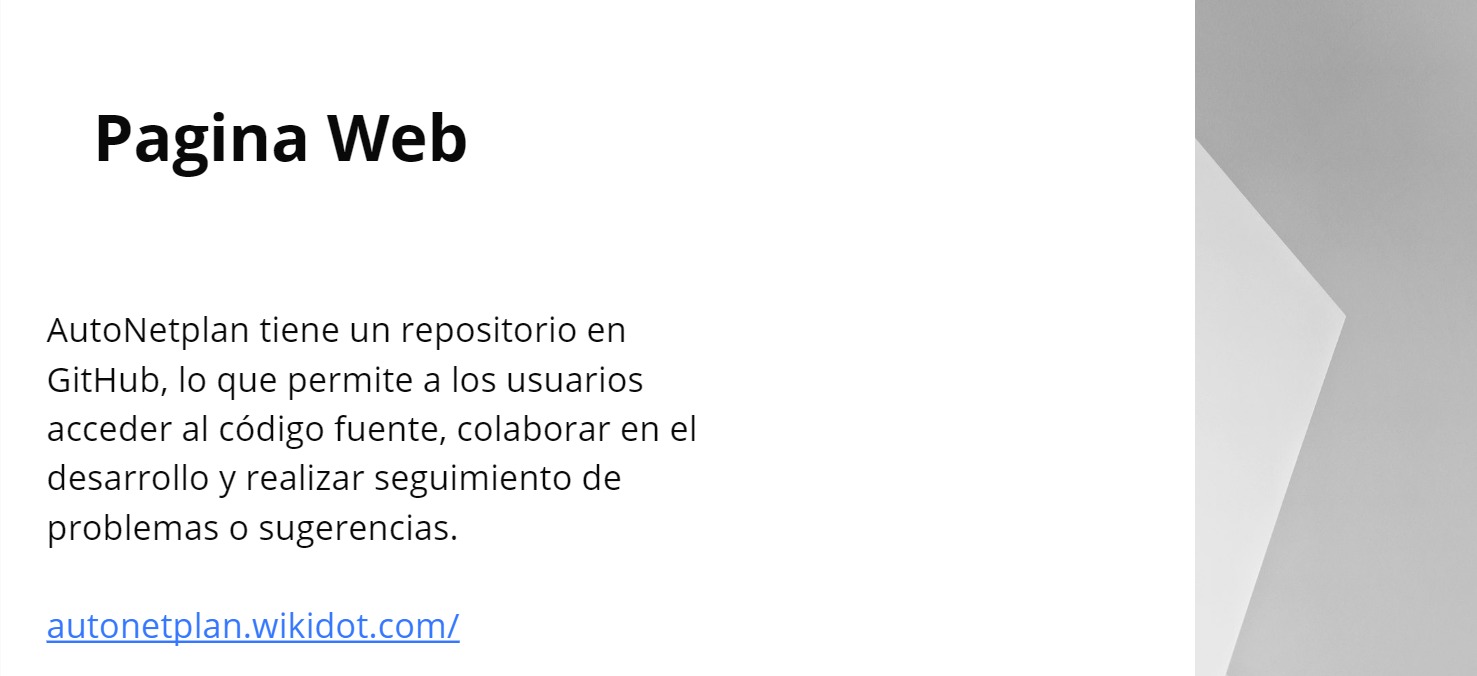 Pagina Web
AutoNetplan tiene un repositorio en
GitHub, lo que permite a los usuarios
acceder al código fuente, colaborar en el
desarrollo y realizar seguimiento de
problemas o sugerencias.
autonetplan.wikidot.com/